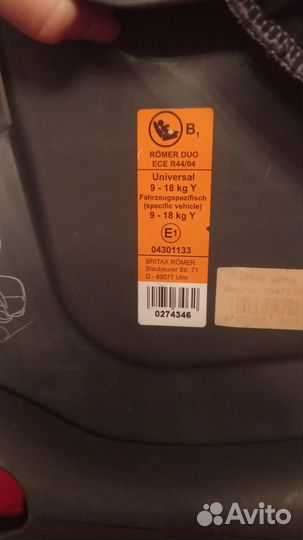 B1
RÖMER DUO
ECE R44/04
Universal
9 - 18 kg Y
Fahrzeugspezifisch
(specific vehicle)
9 - 18 kg Y
E1
04301133
BRITAX RÖMER
Blaubeurer Str. 71
D - 89077 Ulm
0274346
Avito